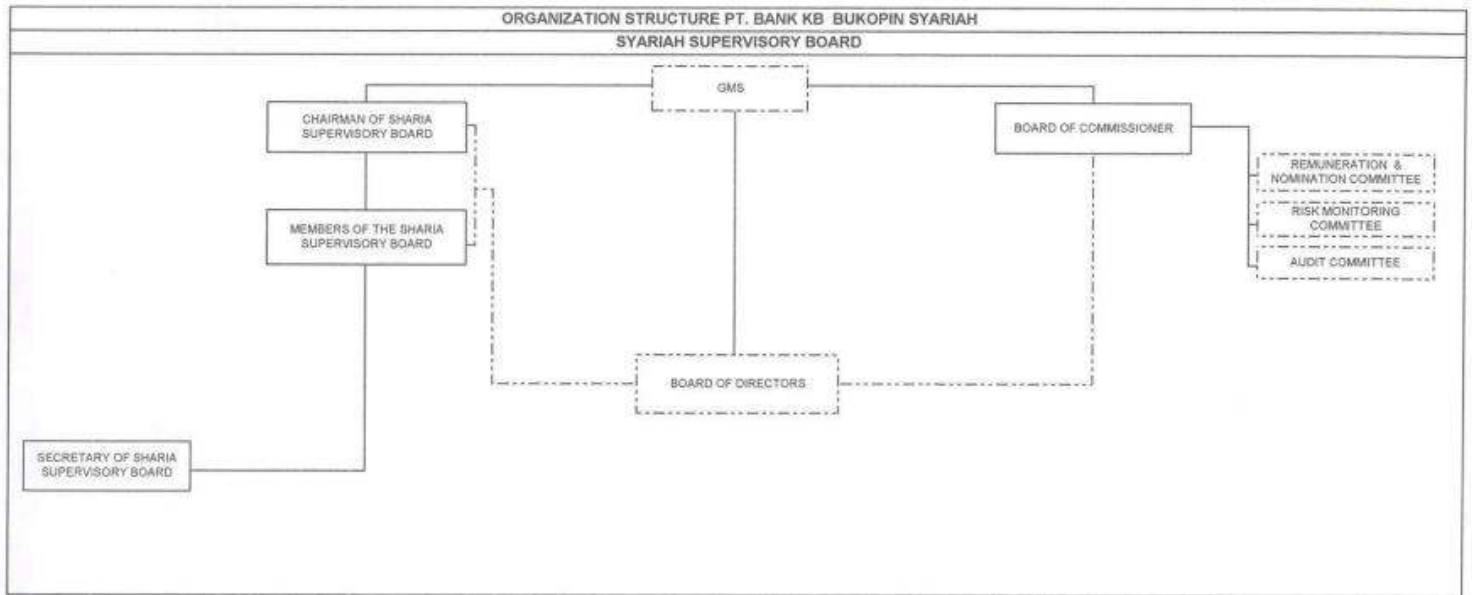 ORGANIZATION STRUCTURE PT. BANK KB BUKOPIN SYARIAH
SYARIAH SUPERVISORY BOARD
GMS
CHAIRMAN OF SHARIA
SUPERVISORY BOARD
BOARD OF COMMISSIONER
REMUNERATION &
NOMINATION COMMITTEE
MEMBERS OF THE SHARIA
SUPERVISORY BOARD
RISK MONITORING
COMMITTEE
AUDIT COMMITTEE
BOARD OF DIRECTORS
SECRETARY OF SHARIA
SUPERVISORY BOARD